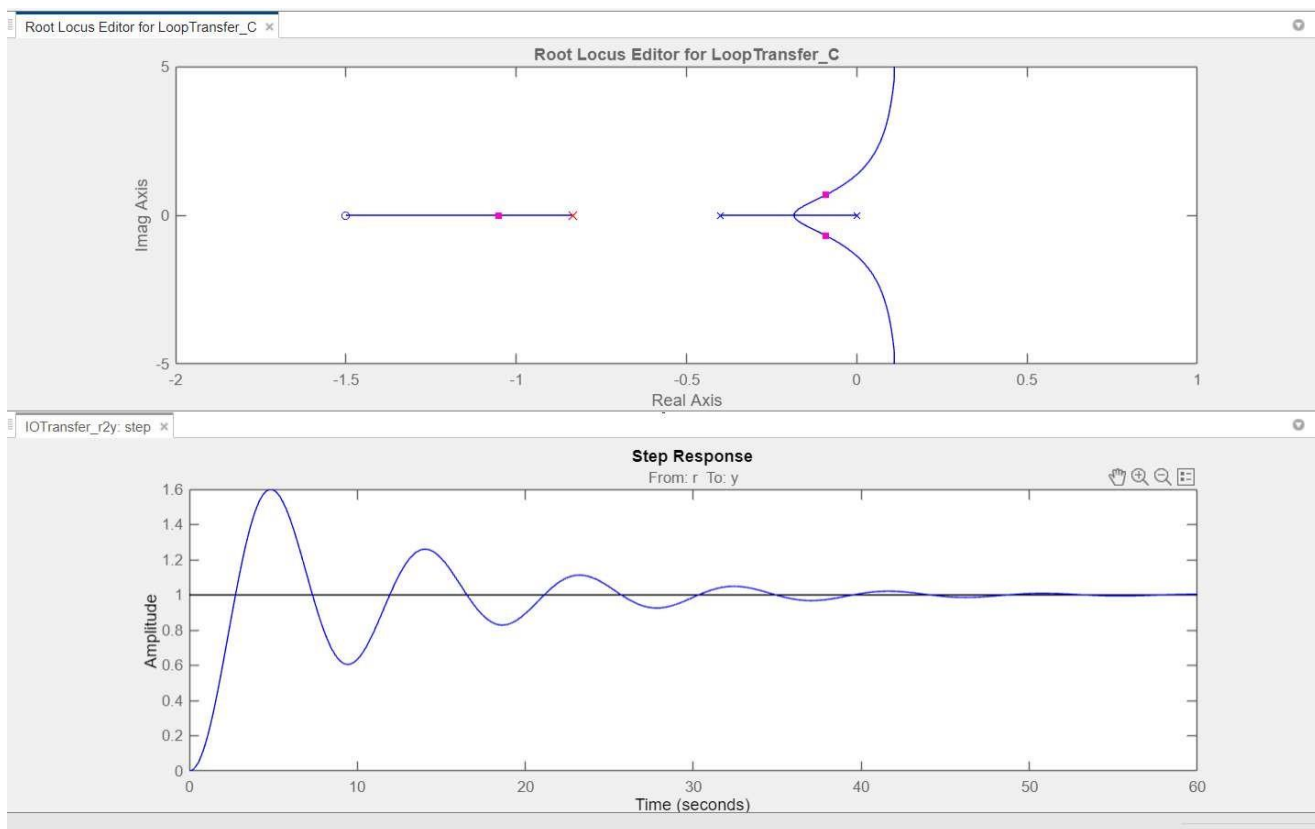 Root Locus Editor for LoopTransfer_C ×
Root Locus Editor for LoopTransfer_C
5
0
-5
Imag Axis
-2 -1.5 -1 -0.5 0 0.5 1
Real Axis
IOTransfer_r2y: step ×
Step Response
From: r To: y
1.6
1.4
1.2
1
0.8
0.6
0.4
0.2
0
Amplitude
0 10 20 30 40 50 60
Time (seconds)